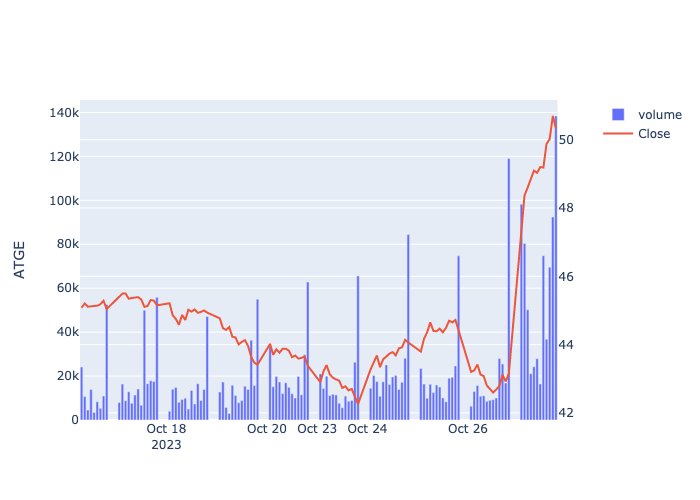 140k
120k
100k
80k
60k
40k
20k
0
ATGE
50
48
46
44
42
Oct 18
2023
Oct 20
Oct 23
Oct 24
Oct 26
volume
Close